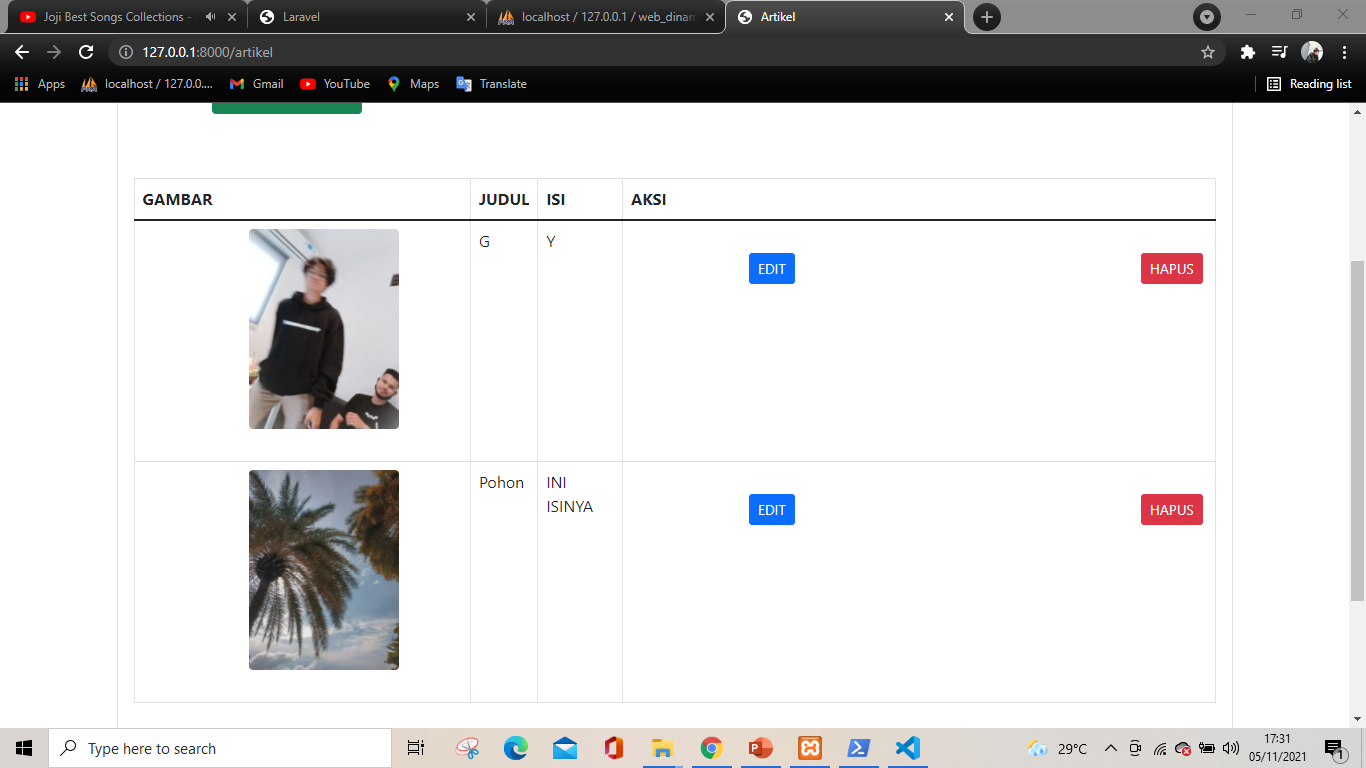 Joji Best Songs Collections -
Laravel
localhost / 127.0.0.1 / web_dinam
Artikel
127.0.0.1:8000/artikel
Apps
localhost / 127.0.0....
Gmail
YouTube
Maps
Translate
Reading list
GAMBAR JUDUL ISI AKSI
G Y
EDIT HAPUS
Pohon INI
ISINYA
EDIT HAPUS
Type here to search
29°C
17:31
05/11/2021
1